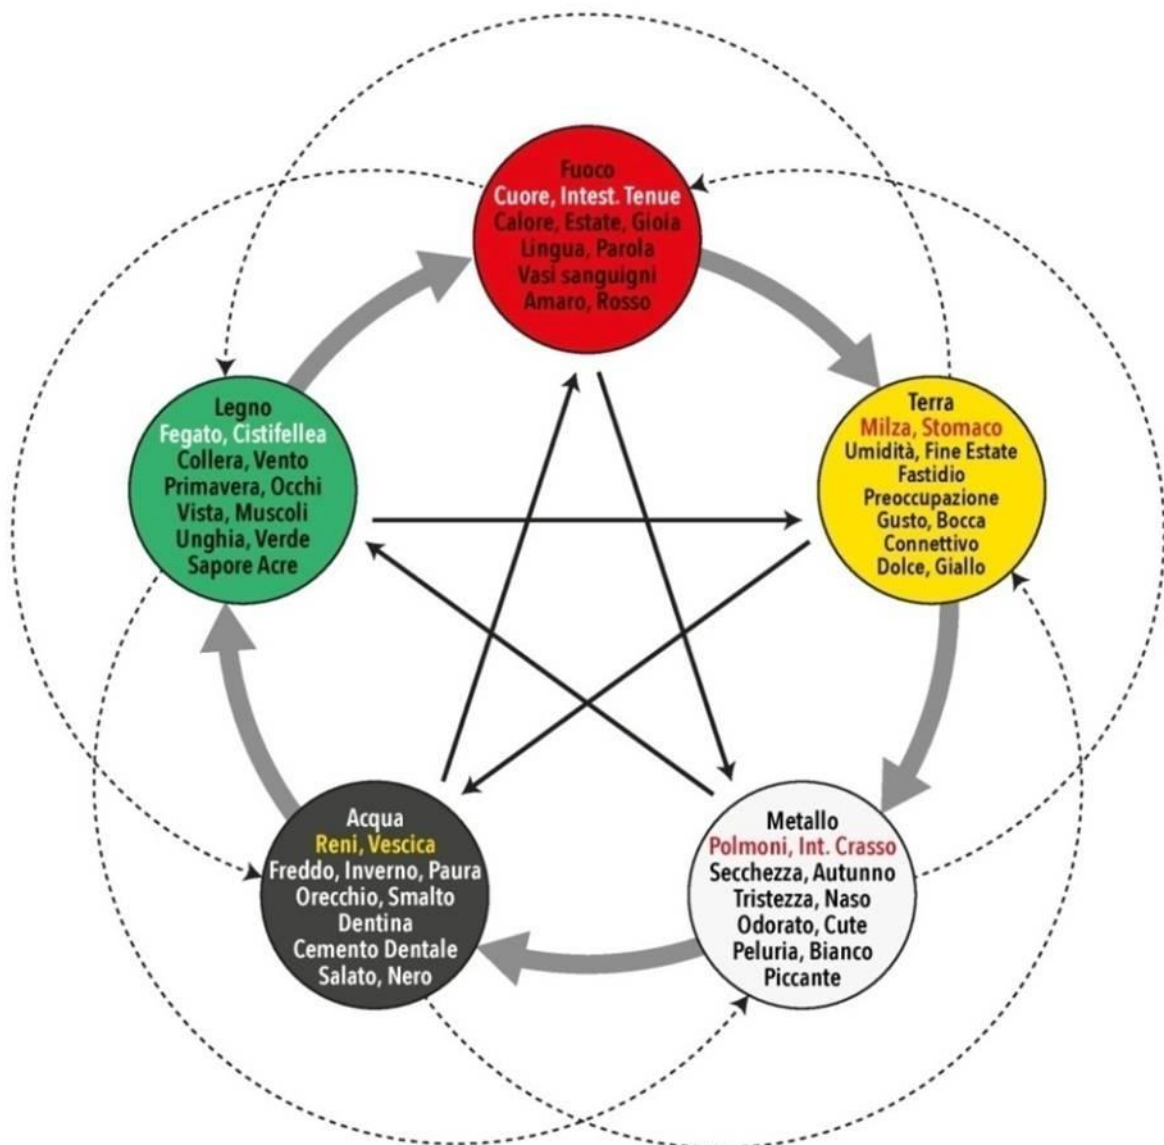 Fuoco
Cuore, Intest. Tenue
Calore, Estate, Gioia
Lingua, Parola
Vasi sanguigni
Amaro, Rosso
Legno
Fegato, Cistifellea
Collera, Vento
Primavera, Occhi
Vista, Muscoli
Unghia, Verde
Sapore Acre
Terra
Milza, Stomaco
Umidità, Fine Estate
Fastidio
Preoccupazione
Gusto, Bocca
Connettivo
Dolce, Giallo
Acqua
Reni, Vescica
Freddo, Inverno, Paura
Orecchio, Smalto
Dentina
Cemento Dentale
Salato, Nero
Metallo
Polmoni, Int. Crasso
Secchezza, Autunno
Tristezza, Naso
Odorato, Cute
Peluria, Bianco
Piccante